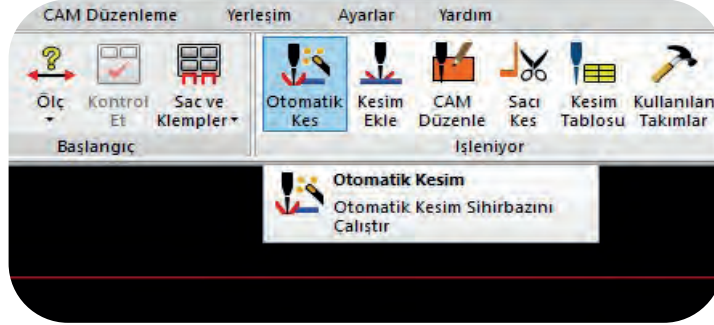 CAM Düzenleme Yerleşim Ayarlar Yardım
Ölç Kontrol Et Sac ve Klempler Otomatik Kes Kesim Ekle CAM Düzenle Sacı Kes Kesim Tablosu Kullanılan Takımlar
Başlangıç İşleniyor
Otomatik Kesim
Otomatik Kesim Sihirbazını
Çalıştır